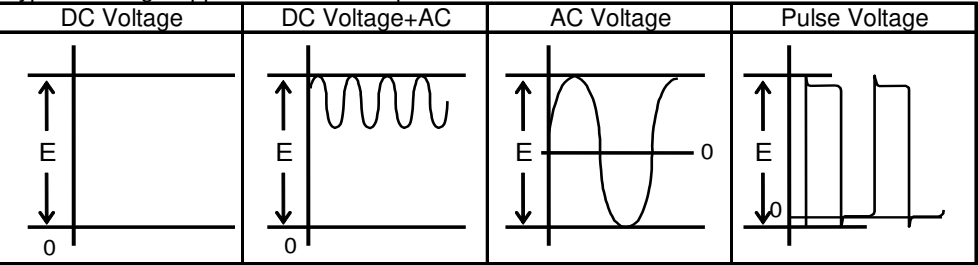 DC Voltage DC Voltage+AC AC Voltage Pulse Voltage
E E E 0 E
0
0 0